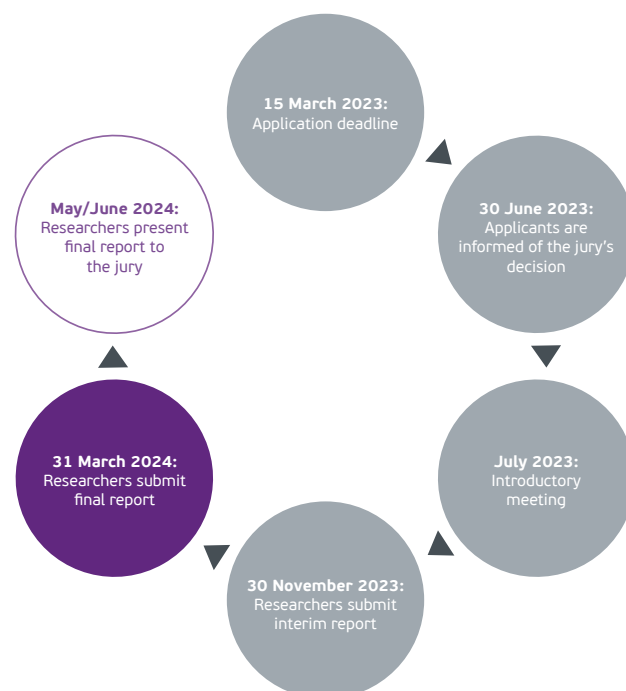 15 March 2023:
Application deadline
30 June 2023:
Applicants are
informed of the jury's
decision
July 2023:
Introductory
meeting
30 November 2023:
Researchers submit
interim report
31 March 2024:
Researchers submit
final report
May/June 2024:
Researchers present
final report to
the jury